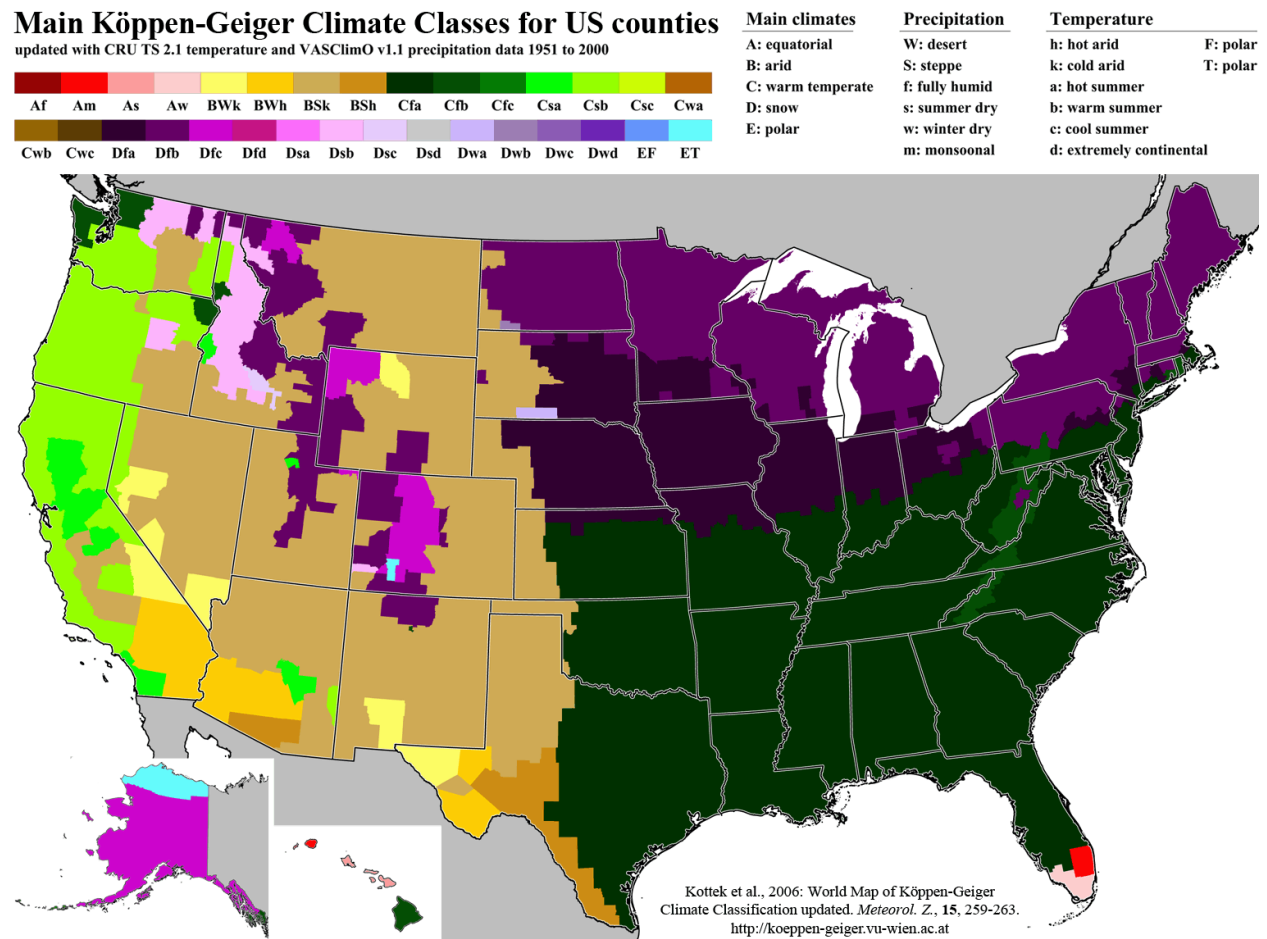 Main Köppen-Geiger Climate Classes for US counties
updated with CRU TS 2.1 temperature and VASClimO v1.1 precipitation data 1951 to 2000
Af Am As Aw BWk BWh BSk BSh Cfa Cfb Cfc Csa Csb Csc Cwa
Cwb Cwc Dfa Dfb Dfc Dfd Dsa Dsb Dsc Dsd Dwa Dwb Dwc Dwd EF ET
Main climates
A: equatorial
B: arid
C: warm temperate
D: snow
E: polar
Precipitation
W: desert
S: steppe
f: fully humid
s: summer dry
w: winter dry
m: monsoonal
Temperature
h: hot arid F: polar
k: cold arid T: polar
a: hot summer
b: warm summer
c: cool summer
d: extremely continental
Kottek et al., 2006: World Map of Köppen-Geiger
Climate Classification updated. Meteorol. Z., 15, 259-263.
http://koeppen-geiger.vu-wien.ac.at